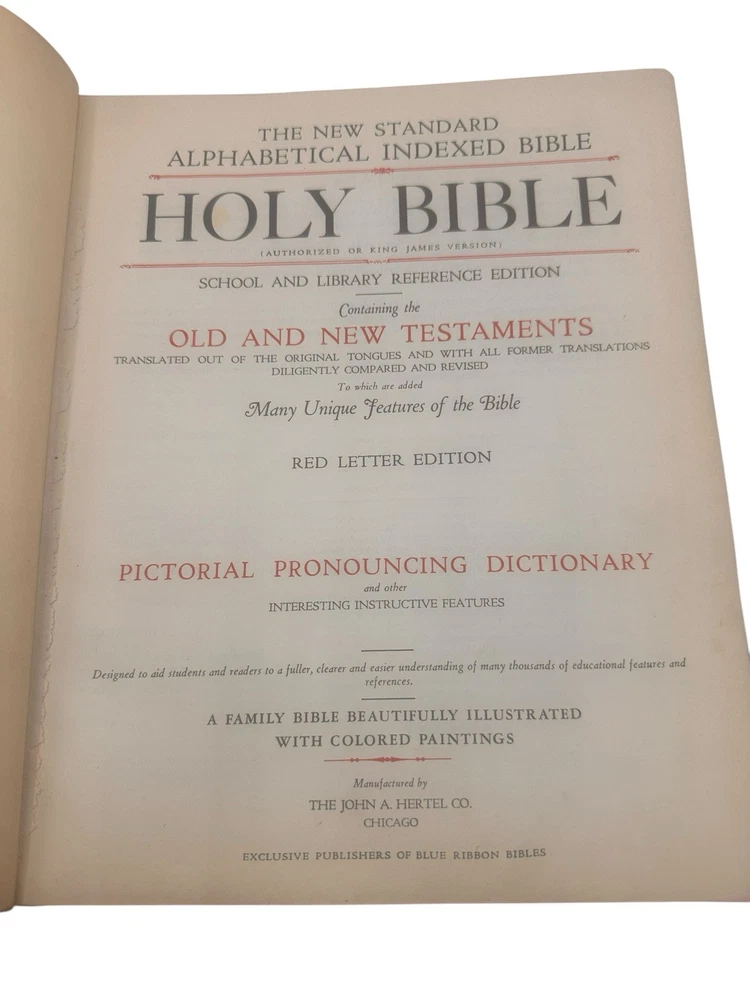 THE NEW STANDARD
ALPHABETICAL INDEXED BIBLE
HOLY BIBLE
(AUTHORIZED OR KING JAMES VERSION)
SCHOOL AND LIBRARY REFERENCE EDITION
Containing the
OLD AND NEW TESTAMENTS
TRANSLATED OUT OF THE ORIGINAL TONGUES AND WITH ALL FORMER TRANSLATIONS
DILIGENTLY COMPARED AND REVISED
To which are added
Many Unique Features of the Bible
RED LETTER EDITION
PICTORIAL PRONOUNCING DICTIONARY
and other
INTERESTING INSTRUCTIVE FEATURES
Designed to aid students and readers to a fuller, clearer and easier understanding of many thousands of educational features and
references.
A FAMILY BIBLE BEAUTIFULLY ILLUSTRATED
WITH COLORED PAINTINGS
Manufactured by
THE JOHN A. HERTEL CO.
CHICAGO
EXCLUSIVE PUBLISHERS OF BLUE RIBBON BIBLES